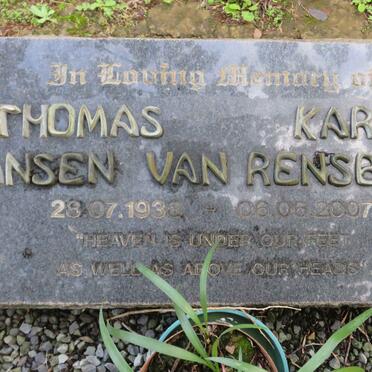 In Loving Memory o
THOMAS KAR
ANSEN VAN RENSB
28.07.1938 - 06.06.2007
"HEAVEN IS UNDER OUR FEET
AS WELL AS ABOVE OUR HEADS"